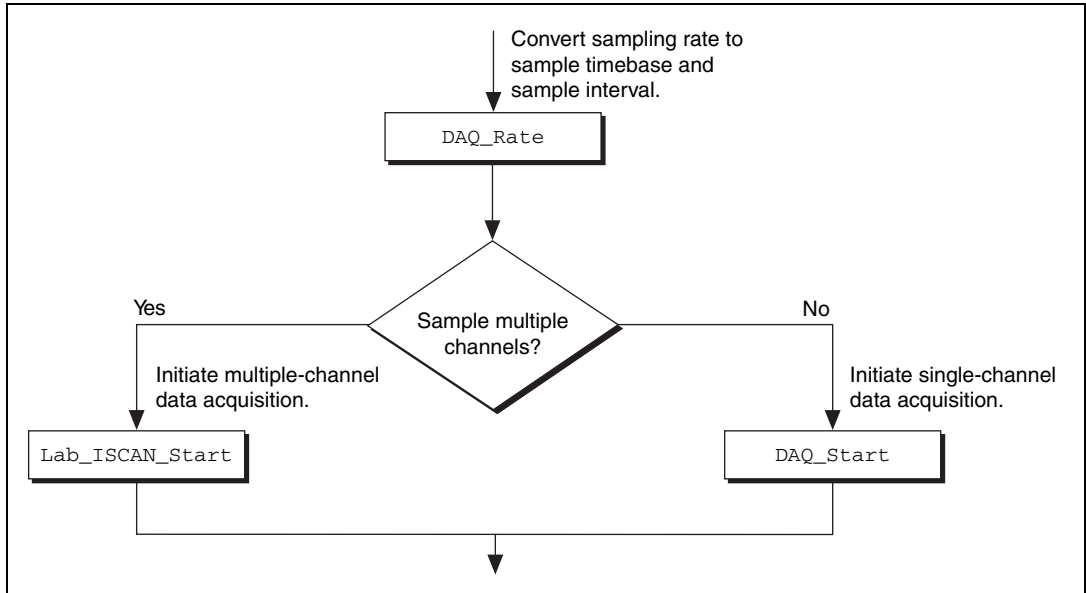 Convert sampling rate to
sample timebase and
sample interval.
DAQ_Rate
Yes
No
Sample multiple
channels?
Initiate multiple-channel
data acquisition.
Initiate single-channel
data acquisition.
Lab_ISCAN_Start
DAQ_Start